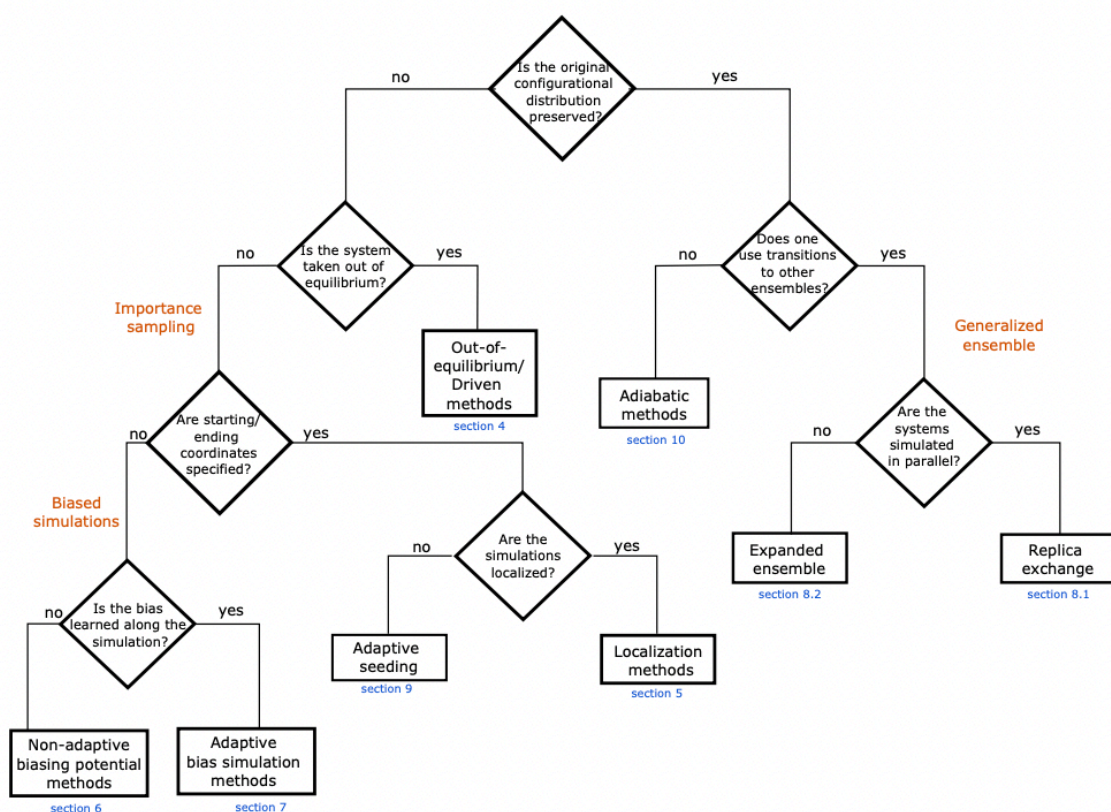 Is the original
configurational
distribution
preserved?
no
yes
Is the system
taken out of
equilibrium?
no
yes
Does one
use transitions
to other
ensembles?
no
yes
Importance
sampling
Generalized
ensemble
Out-of-
equilibrium/
Driven
methods
section 4
Adiabatic
methods
section 10
Are starting/
ending
coordinates
specified?
no
yes
Are the
systems
simulated
in parallel?
no
yes
Biased
simulations
Are the
simulations
localized?
no
yes
Expanded
ensemble
section 8.2
Replica
exchange
section 8.1
Is the bias
learned along the
simulation?
no
yes
Adaptive
seeding
section 9
Localization
methods
section 5
Non-adaptive
biasing potential
methods
section 6
Adaptive
bias simulation
methods
section 7